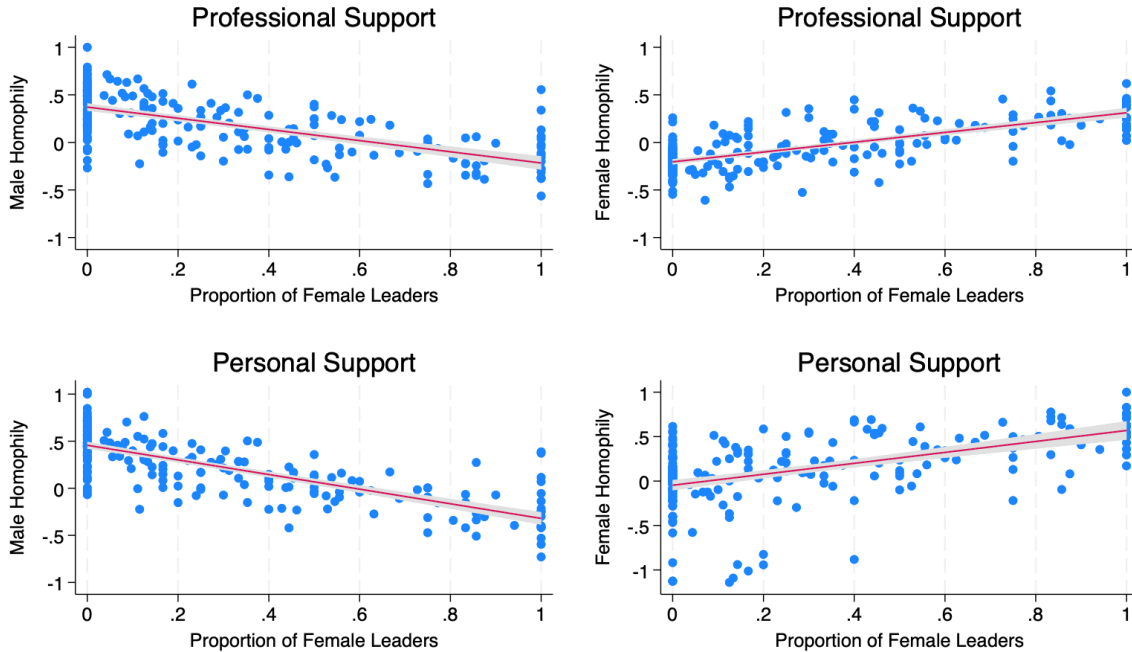 Professional Support
Male Homophily
1
.5
0
-.5
-1
0 .2 .4 .6 .8 1
Proportion of Female Leaders
Professional Support
Female Homophily
1
.5
0
-.5
-1
0 .2 .4 .6 .8 1
Proportion of Female Leaders
Personal Support
Male Homophily
1
.5
0
-.5
-1
0 .2 .4 .6 .8 1
Proportion of Female Leaders
Personal Support
Female Homophily
1
.5
0
-.5
-1
0 .2 .4 .6 .8 1
Proportion of Female Leaders